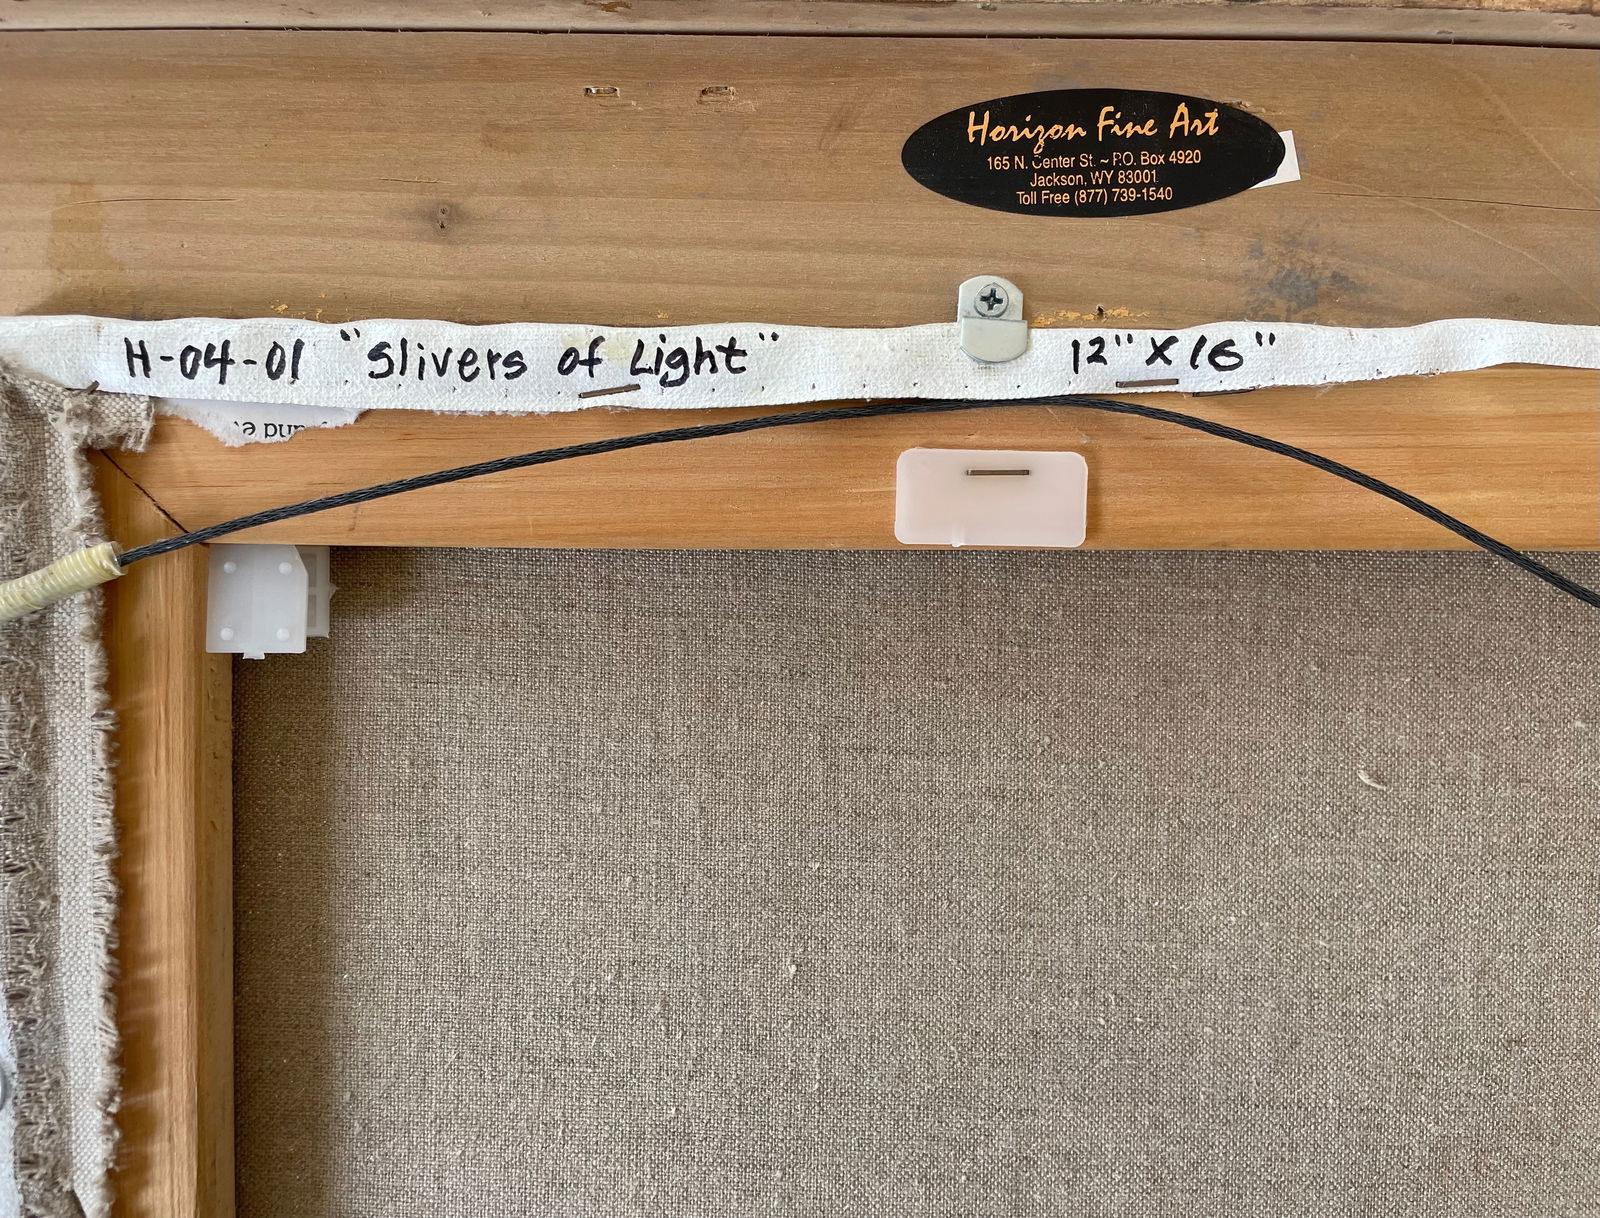 Horizon Fine Art
165 N. Center St. ~ P.O. Box 4920
Jackson, WY 83001
Toll Free (877) 739-1540
H-04-01 "Slivers of Light" 12" X 16"
and